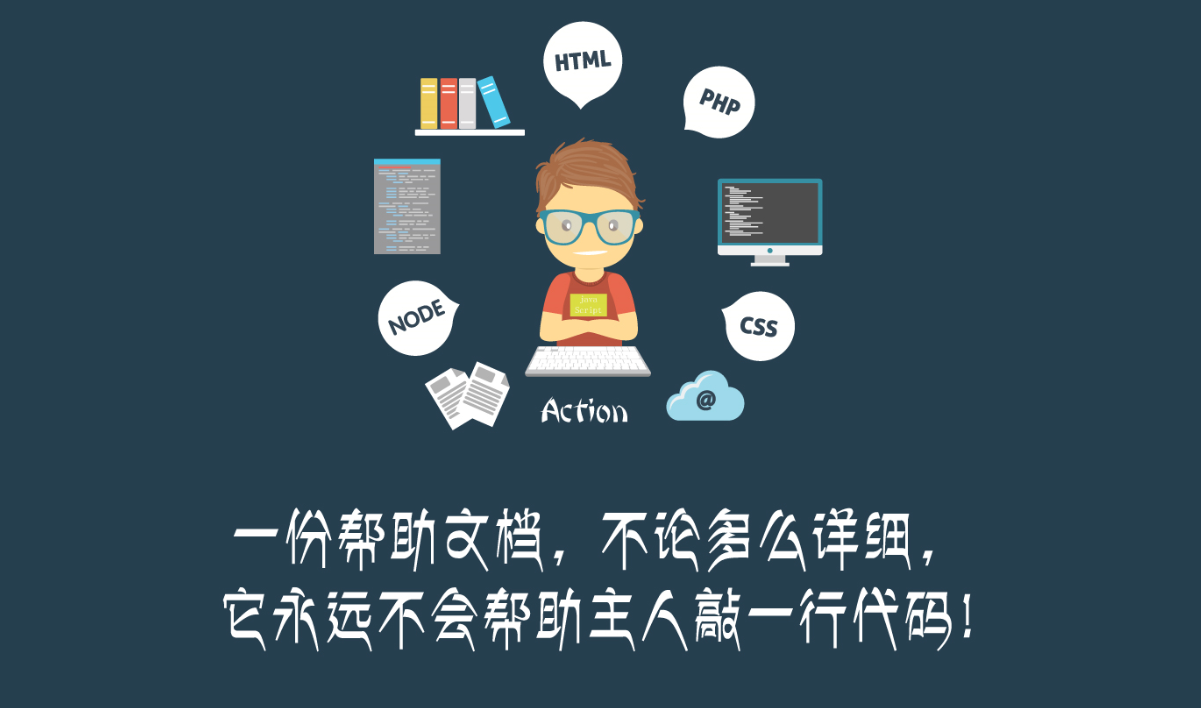 HTML
PHP
NODE
CSS
java
Script
@
Action
一份帮助文档，不论多么详细，
它永远不会帮助主人敲一行代码！